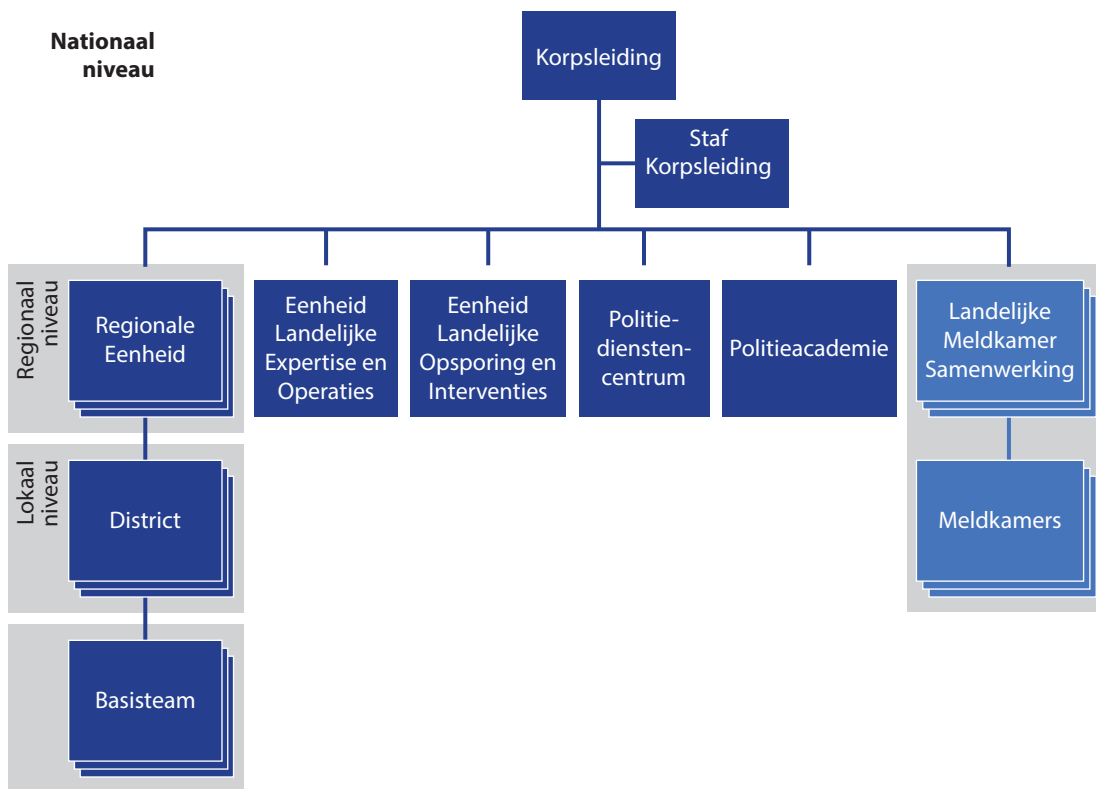 Nationaal
niveau
Korpsleiding
Staf
Korpsleiding
Regionaal
niveau
Regionale
Eenheid
Eenheid
Landelijke
Expertise en
Operaties
Eenheid
Landelijke
Opsporing en
Interventies
Politie-
diensten-
centrum
Politieacademie
Landelijke
Meldkamer
Samenwerking
Lokaal
niveau
District
Meldkamers
Basisteam